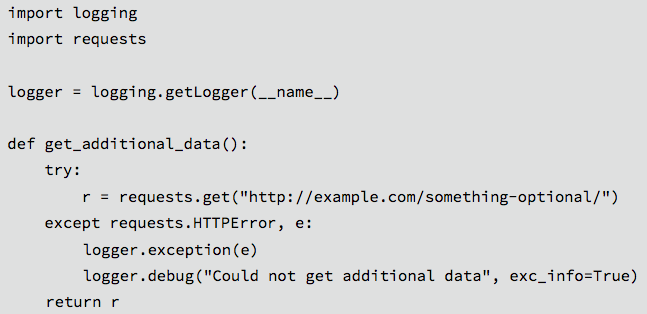 import logging
import requests
logger = logging.getLogger(__name__)
def get_additional_data():
    try:
        r = requests.get("http://example.com/something-optional/")
    except requests.HTTPError, e:
        logger.exception(e)
        logger.debug("Could not get additional data", exc_info=True)
    return r